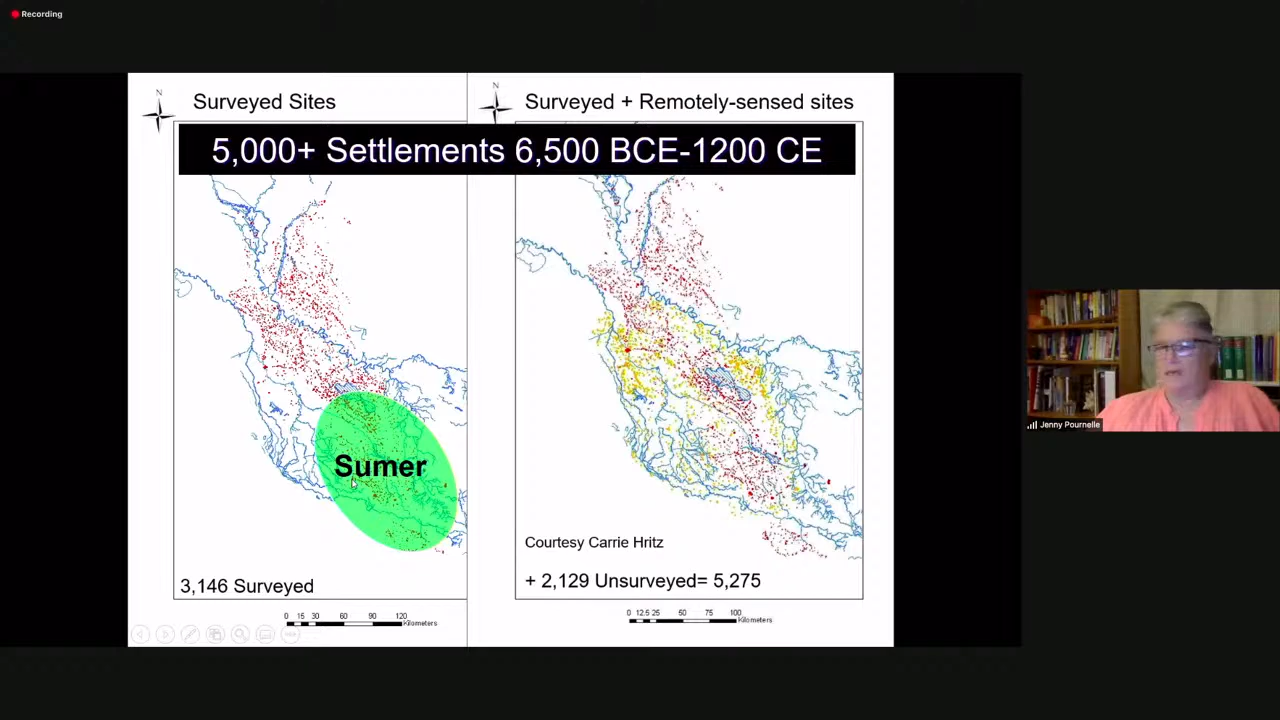 Recording
N
Surveyed Sites
N
Surveyed + Remotely-sensed sites
5,000+ Settlements 6,500 BCE-1200 CE
Sumer
Jenny Pournelle
Courtesy Carrie Hritz
3,146 Surveyed
+ 2,129 Unsurveyed= 5,275
0 15 30 60 90 120
Kilometers
0 12.5 25 50 75 100
Kilometers